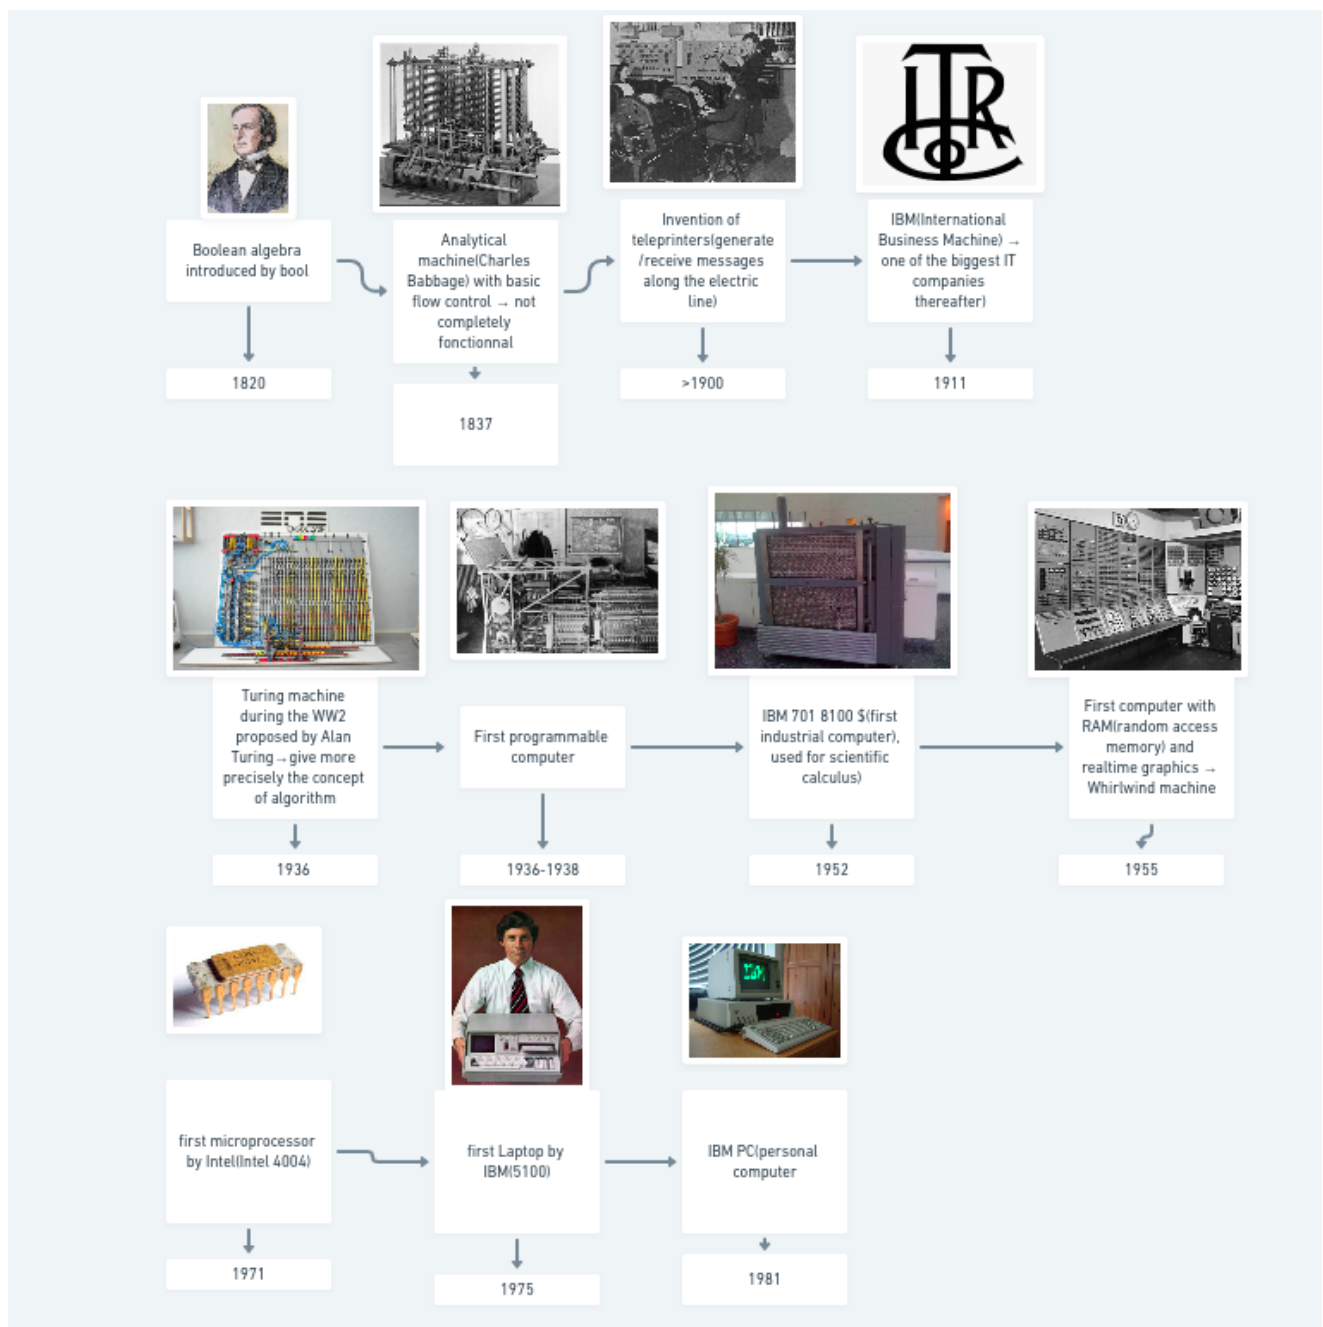 Boolean algebra
introduced by bool
1820
Analytical
machine(Charles
Babbage) with basic
flow control → not
completely
fonctionnal
1837
Invention of
teleprinters(generate
/receive messages
along the electric
line)
>1900
ITR
Co
IBM(International
Business Machine) →
one of the biggest IT
companies
thereafter)
1911
Turing machine
during the WW2
proposed by Alan
Turing→give more
precisely the concept
of algorithm
1936
First programmable
computer
1936-1938
IBM 701 8100 $(first
industrial computer),
used for scientific
calculus)
1952
First computer with
RAM(random access
memory) and
realtime graphics →
Whirlwind machine
1955
first microprocessor
by Intel(Intel 4004)
1971
first Laptop by
IBM(5100)
1975
IBM
IBM PC(personal
computer
1981